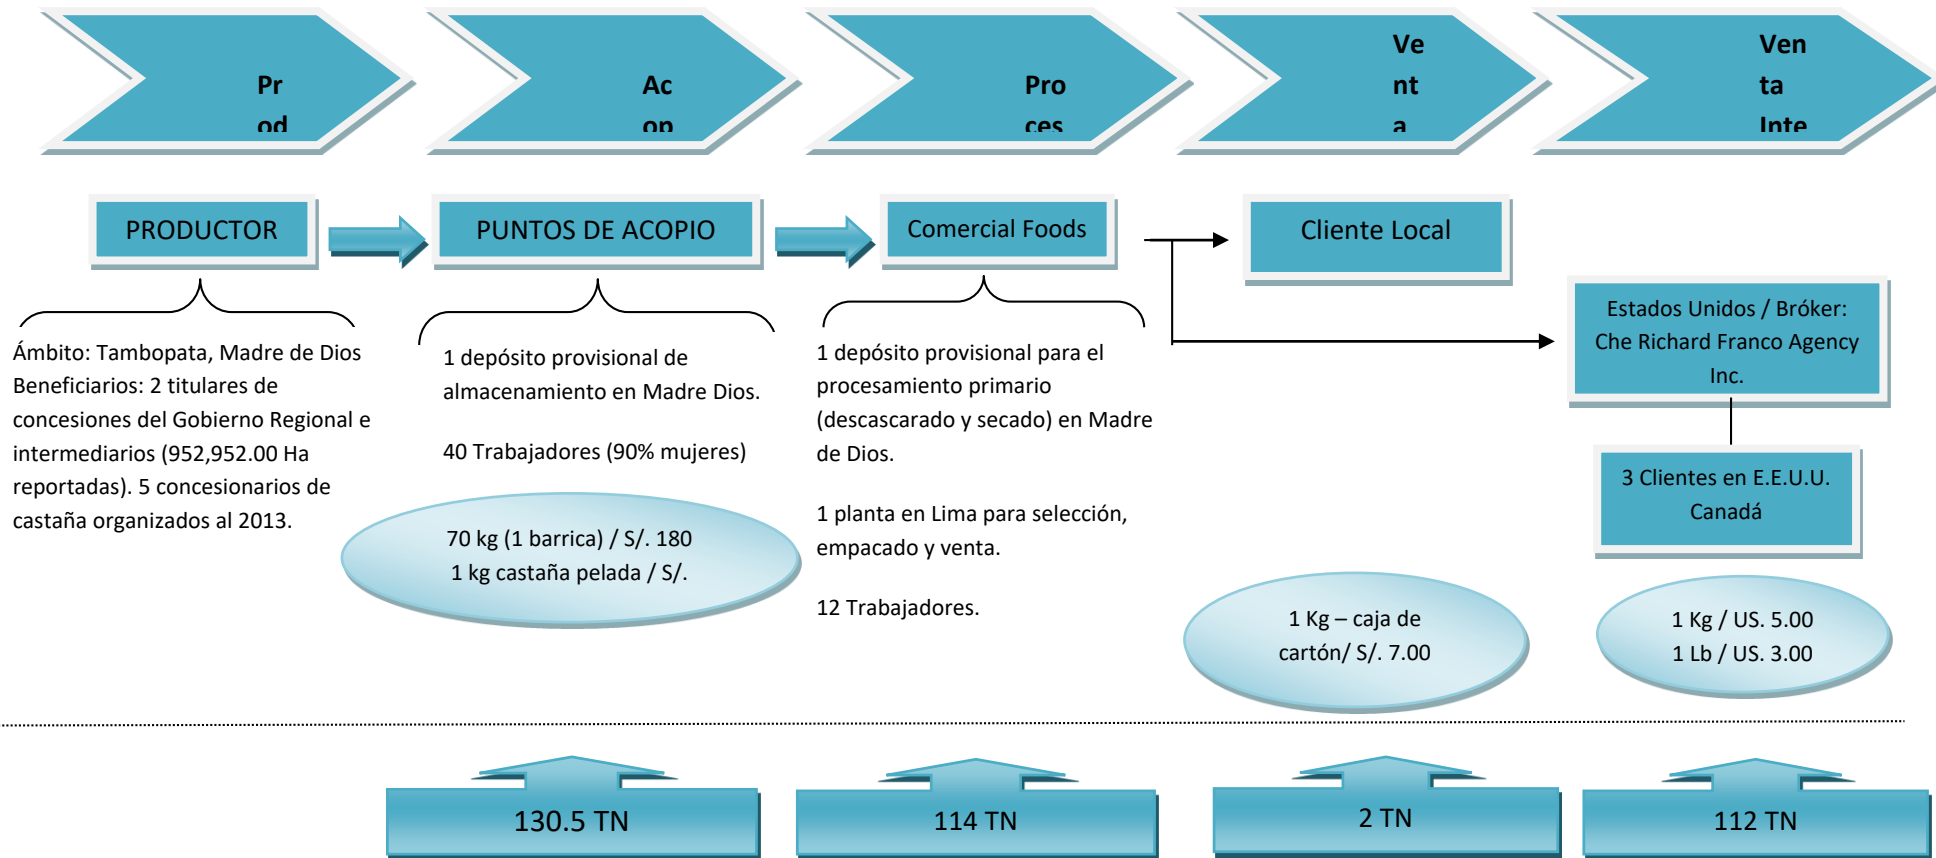 Pr
od
Ac
op
Pro
ces
Ve
nt
a
Ven
ta
Inte
PRODUCTOR
PUNTOS DE ACOPIO
Comercial Foods
Cliente Local
Ámbito: Tambopata, Madre de Dios
Beneficiarios: 2 titulares de
concesiones del Gobierno Regional e
intermediarios (952,952.00 Ha
reportadas). 5 concesionarios de
castaña organizados al 2013.
1 depósito provisional de
almacenamiento en Madre Dios.
40 Trabajadores (90% mujeres)
70 kg (1 barrica) / S/. 180
1 kg castaña pelada / S/.
1 depósito provisional para el
procesamiento primario
(descascarado y secado) en Madre
de Dios.
1 planta en Lima para selección,
empacado y venta.
12 Trabajadores.
1 Kg – caja de
cartón/ S/. 7.00
Estados Unidos / Bróker:
Che Richard Franco Agency
Inc.
3 Clientes en E.E.U.U.
Canadá
1 Kg / US. 5.00
1 Lb / US. 3.00
130.5 TN
114 TN
2 TN
112 TN